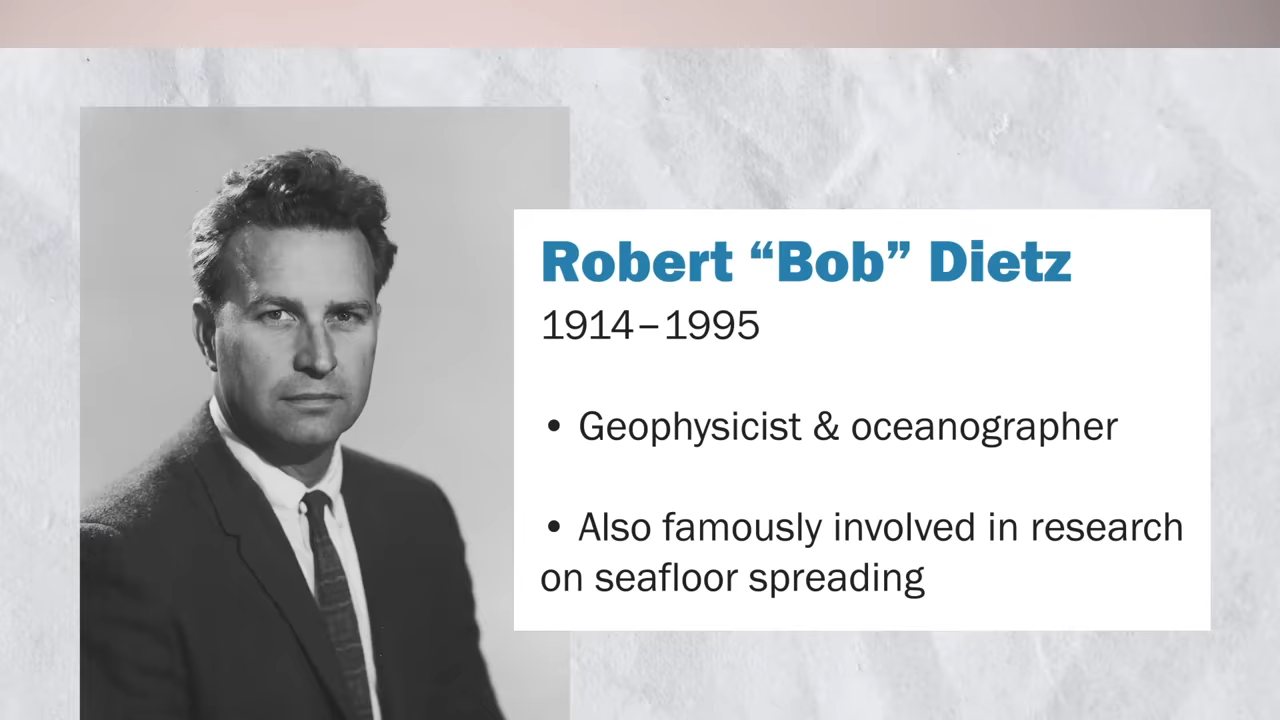 Robert “Bob” Dietz
1914–1995
• Geophysicist & oceanographer
• Also famously involved in research
on seafloor spreading